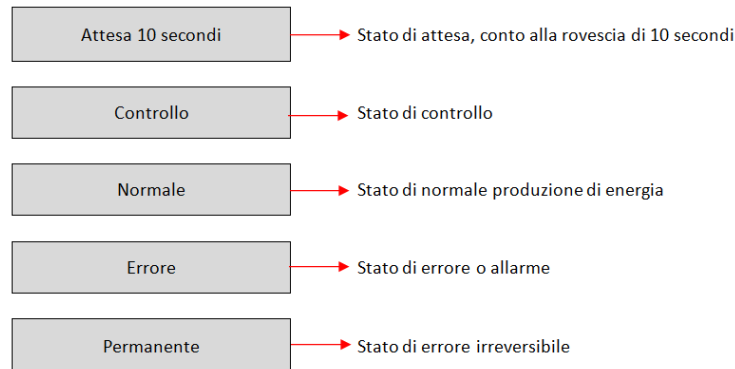 Attesa 10 secondi Stato di attesa, conto alla rovescia di 10 secondi
Controllo Stato di controllo
Normale Stato di normale produzione di energia
Errore Stato di errore o allarme
Permanente Stato di errore irreversibile